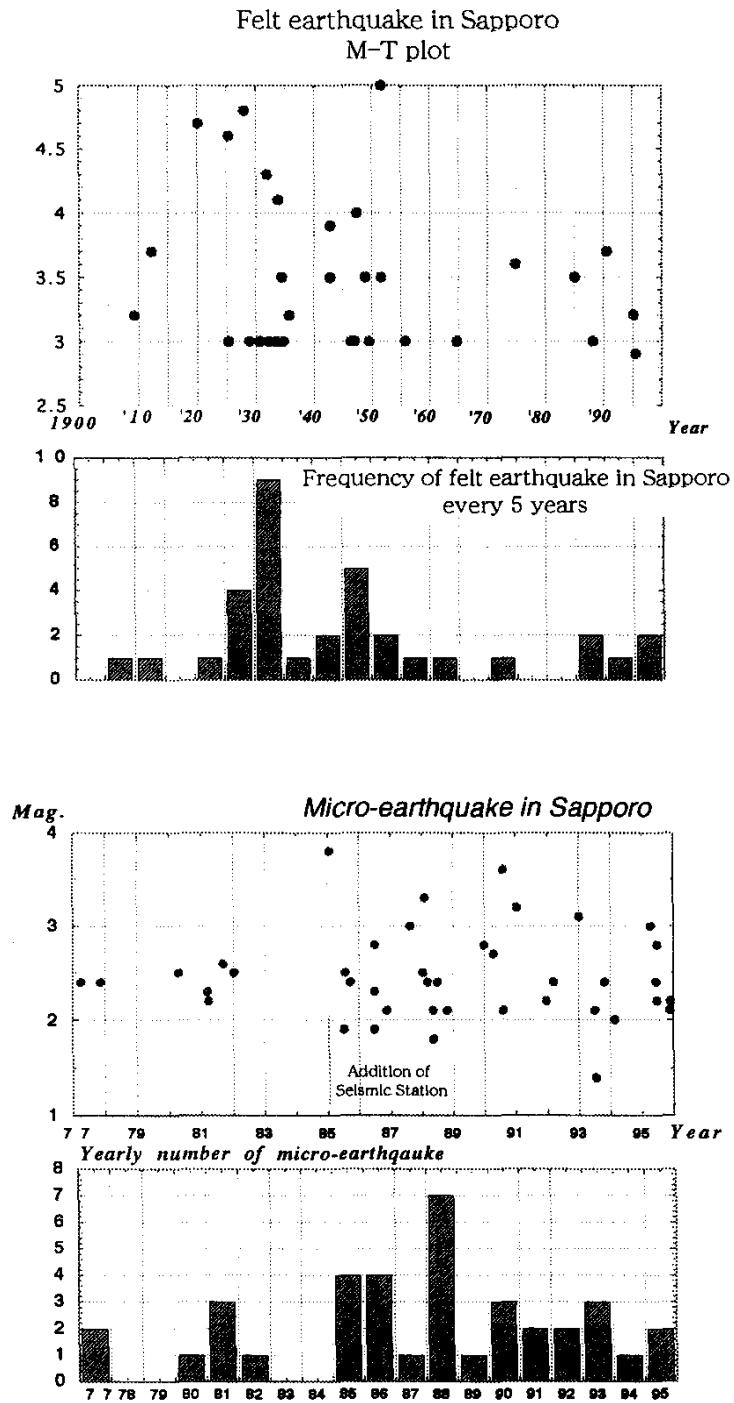 Felt earthquake in Sapporo
M-T plot
5
4.5
4
3.5
3
2.5
1900 '10 '20 '30 '40 '50 '60 '70 '80 '90 Year
10
8
6
4
2
0
Frequency of felt earthquake in Sapporo
every 5 years
Mag. Micro-earthquake in Sapporo
4
3
2
1
Addition of
Seismic Station
77 79 81 83 85 87 89 91 93 95 Year
Yearly number of micro-earthqauke
8
7
6
5
4
3
2
1
0
77 78 79 80 81 82 83 84 85 86 87 88 89 90 91 92 93 94 95